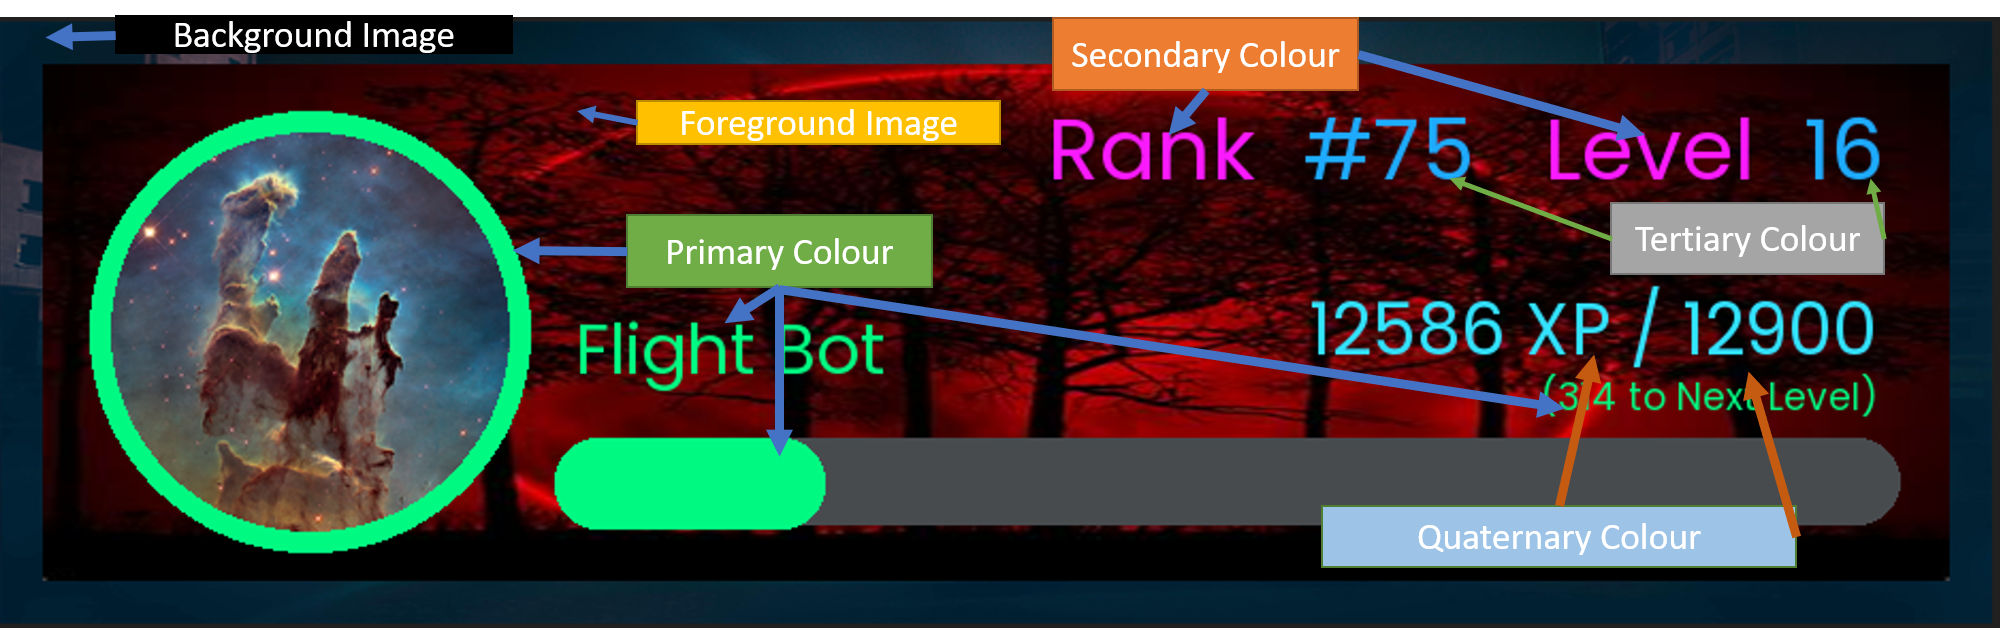 Background Image
Secondary Colour
Foreground Image
Rank #75 Level 16
Tertiary Colour
Primary Colour
12586 XP / 12900
Flight Bot
(314 to Next Level)
Quaternary Colour